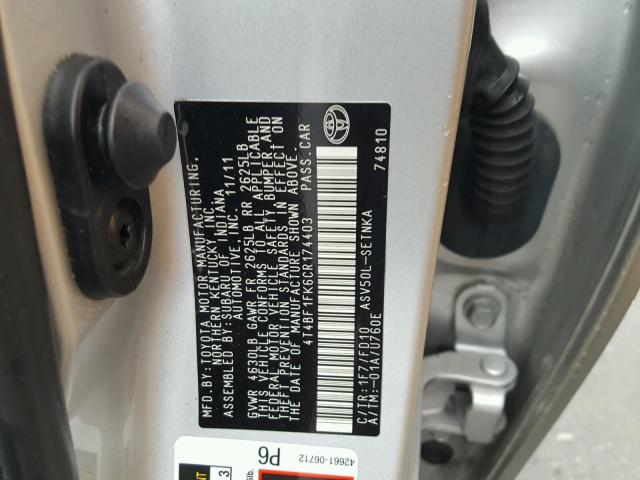 MFD. BY:TOYOTA MOTOR MANUFACTURING,
NORTHERN KENTUCKY, INC.
ASSEMBLED BY:SUBARU OF INDIANA
AUTOMOTIVE, INC. 11/11
GVWR 4630LB GAWR FR 2625LB RR 2625LB
THIS VEHICLE CONFORMS TO ALL APPLICABLE
FEDERAL MOTOR VEHICLE SAFETY, BUMPER AND
THEFT PREVENTION STANDARDS IN EFFECT ON
THE DATE OF MANUFACTURE SHOWN ABOVE.
4T4BF1FK6CR174403 PASS.CAR
C/TR:1F7/FD10 ASV50L-SETNKA
A/TM:-01A/U760E
74810
42661-06712
P6
3